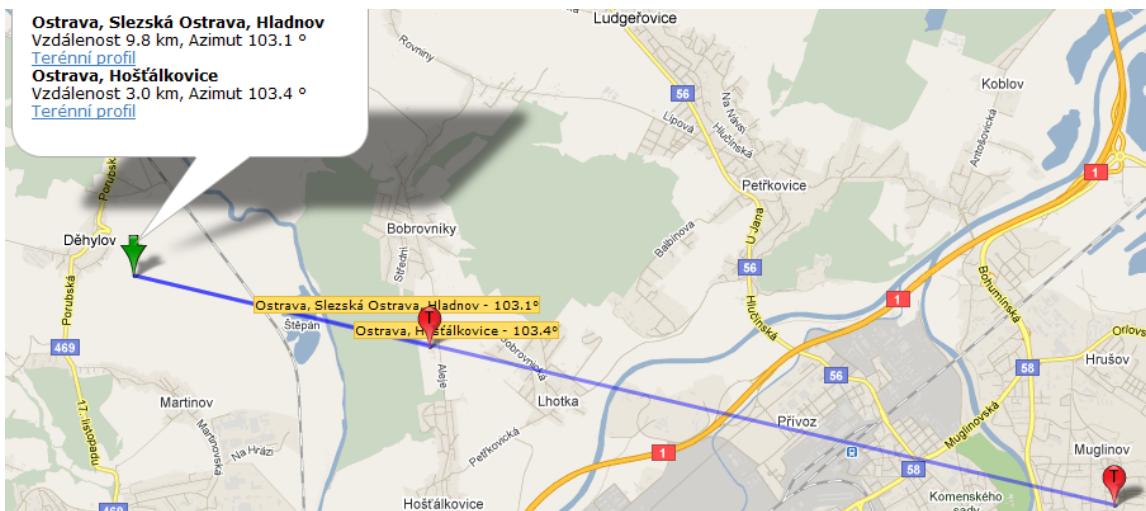 Ostrava, Slezská Ostrava, Hladnov
Vzdálenost 9.8 km, Azimut 103.1 º
Terénní profil
Ostrava, Hošťálkovice
Vzdálenost 3.0 km, Azimut 103.4 º
Terénní profil
Ludgeřovice
Rovniny
56
Na Návsi
Lípová
Hlučínská
Koblov
Antošovická
1
Porubská
Petřkovice
Děhylov
Bobrovníky
Střední
Balbínova
U Jana
56
Porubská
Bohumínská
Hlučínská
1
Ostrava, Slezská Ostrava, Hladnov - 103.1°
T
Ostrava, Hošťálkovice - 103.4°
Štěpán
Bobrovnická
469
Orlovs
Hrušov
58
56
Aleje
Lhotka
Martinov
17. listopadu
Martinovská
Na Hrázi
Petřkovická
Přívoz
Muglinovská
1
58
Muglinov
T
Hošťálkovice
Komenského
sady
469